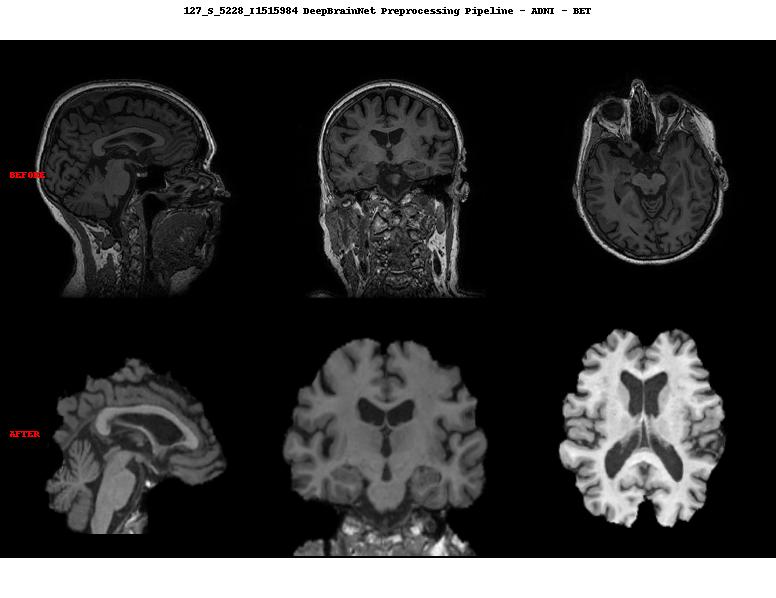 127_S_5228_I1515984 DeepBrainNet Preprocessing Pipeline - ADNI - BET
BEFORE
AFTER